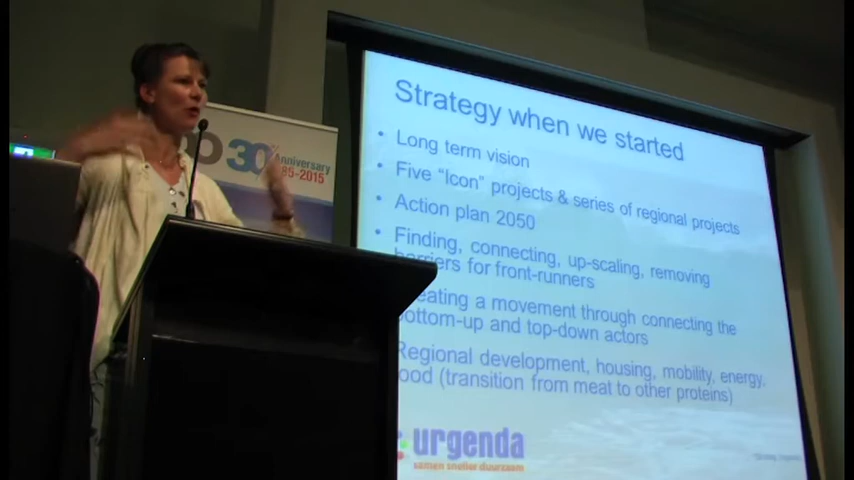 30
Anniversary
85-2015
Strategy when we started
• Long term vision
• Five "Icon" projects & series of regional projects
• Action plan 2050
• Finding, connecting, up-scaling, removing
barriers for front-runners
eating a movement through connecting the
bottom-up and top-down actors
Regional development, housing, mobility, energy,
ood (transition from meat to other proteins)
urgenda
samen sneller duurzaam